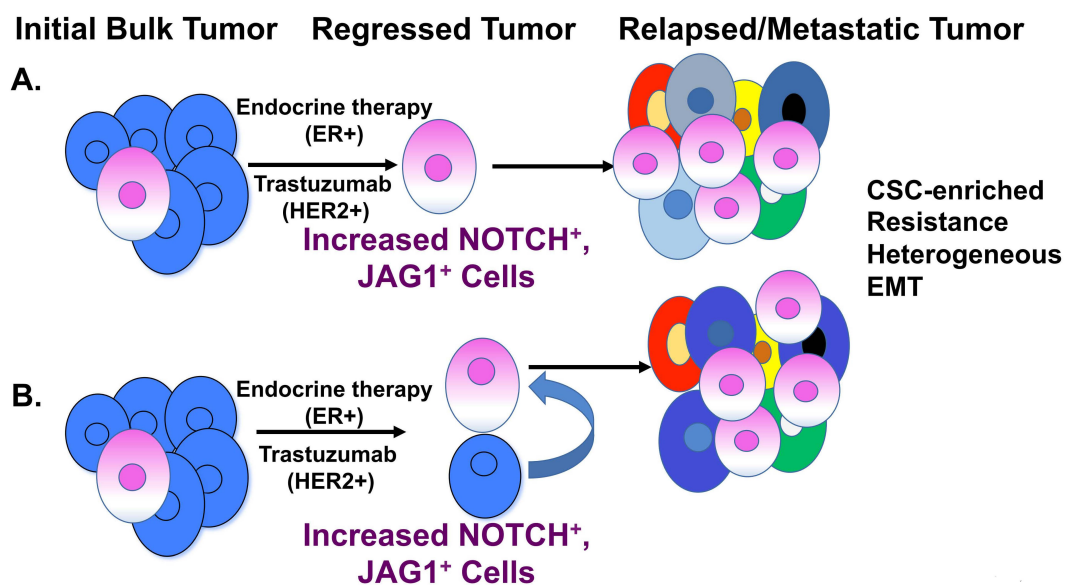 Initial Bulk Tumor Regressed Tumor Relapsed/Metastatic Tumor
A.
Endocrine therapy
(ER+)
Trastuzumab
(HER2+)
Increased NOTCH⁺,
JAG1⁺ Cells
CSC-enriched
Resistance
Heterogeneous
EMT
B.
Endocrine therapy
(ER+)
Trastuzumab
(HER2+)
Increased NOTCH⁺,
JAG1⁺ Cells